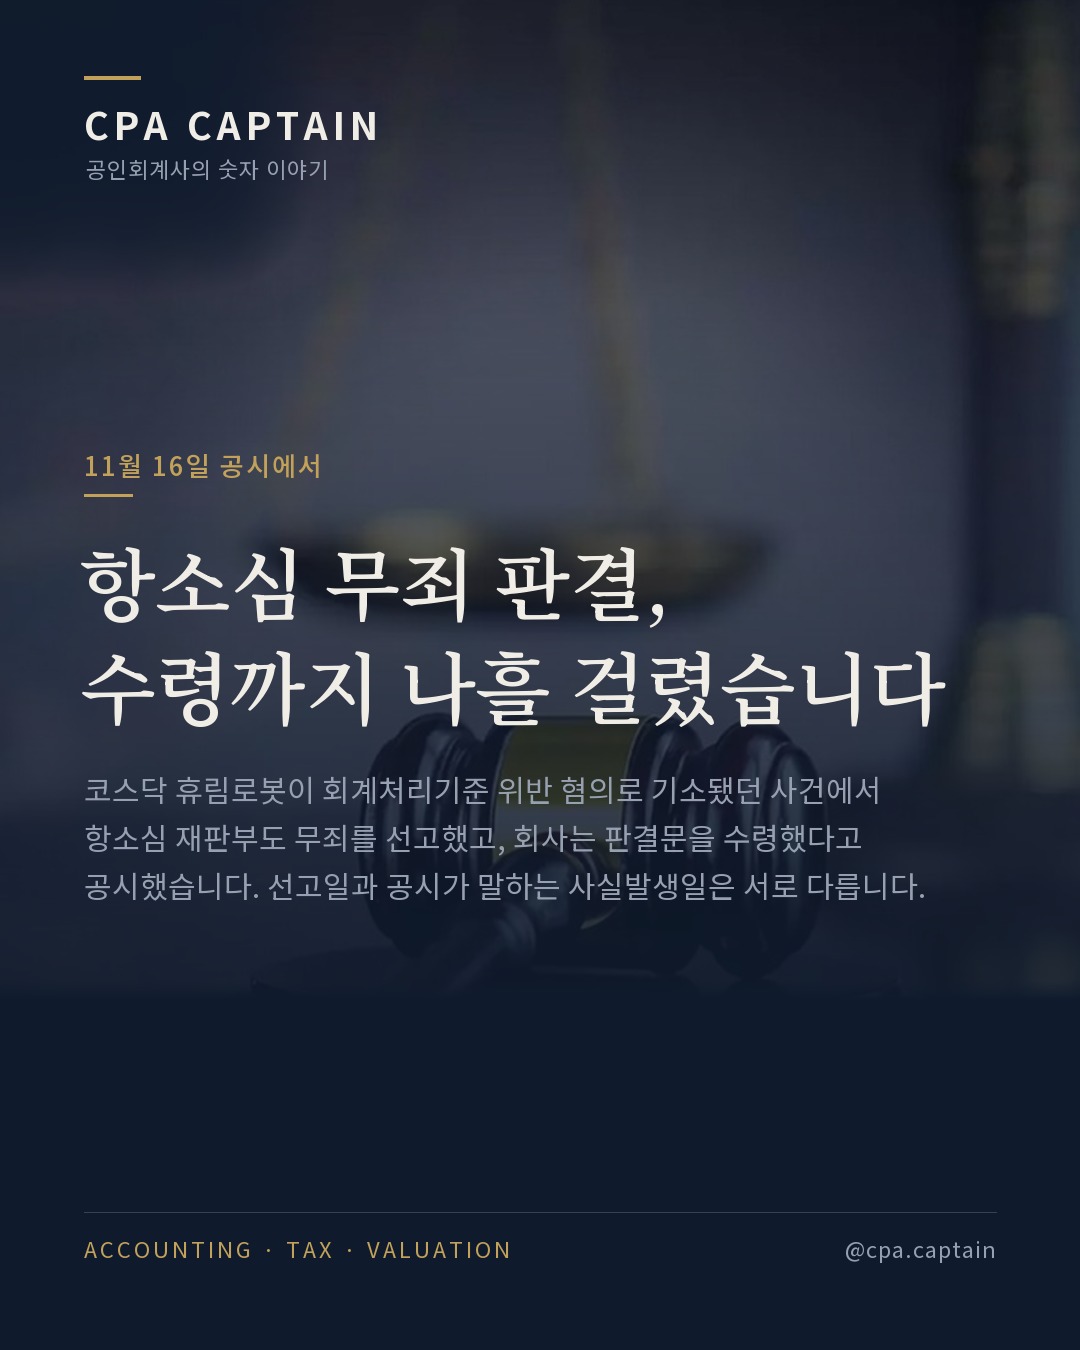 CPA CAPTAIN
공인회계사의 숫자 이야기
11월 16일 공시에서
항소심 무죄 판결,
수령까지 나흘 걸렸습니다
코스닥 휴림로봇이 회계처리기준 위반 혐의로 기소됐던 사건에서
항소심 재판부도 무죄를 선고했고, 회사는 판결문을 수령했다고
공시했습니다. 선고일과 공시가 말하는 사실발생일은 서로 다릅니다.
ACCOUNTING · TAX · VALUATION
@cpa.captain